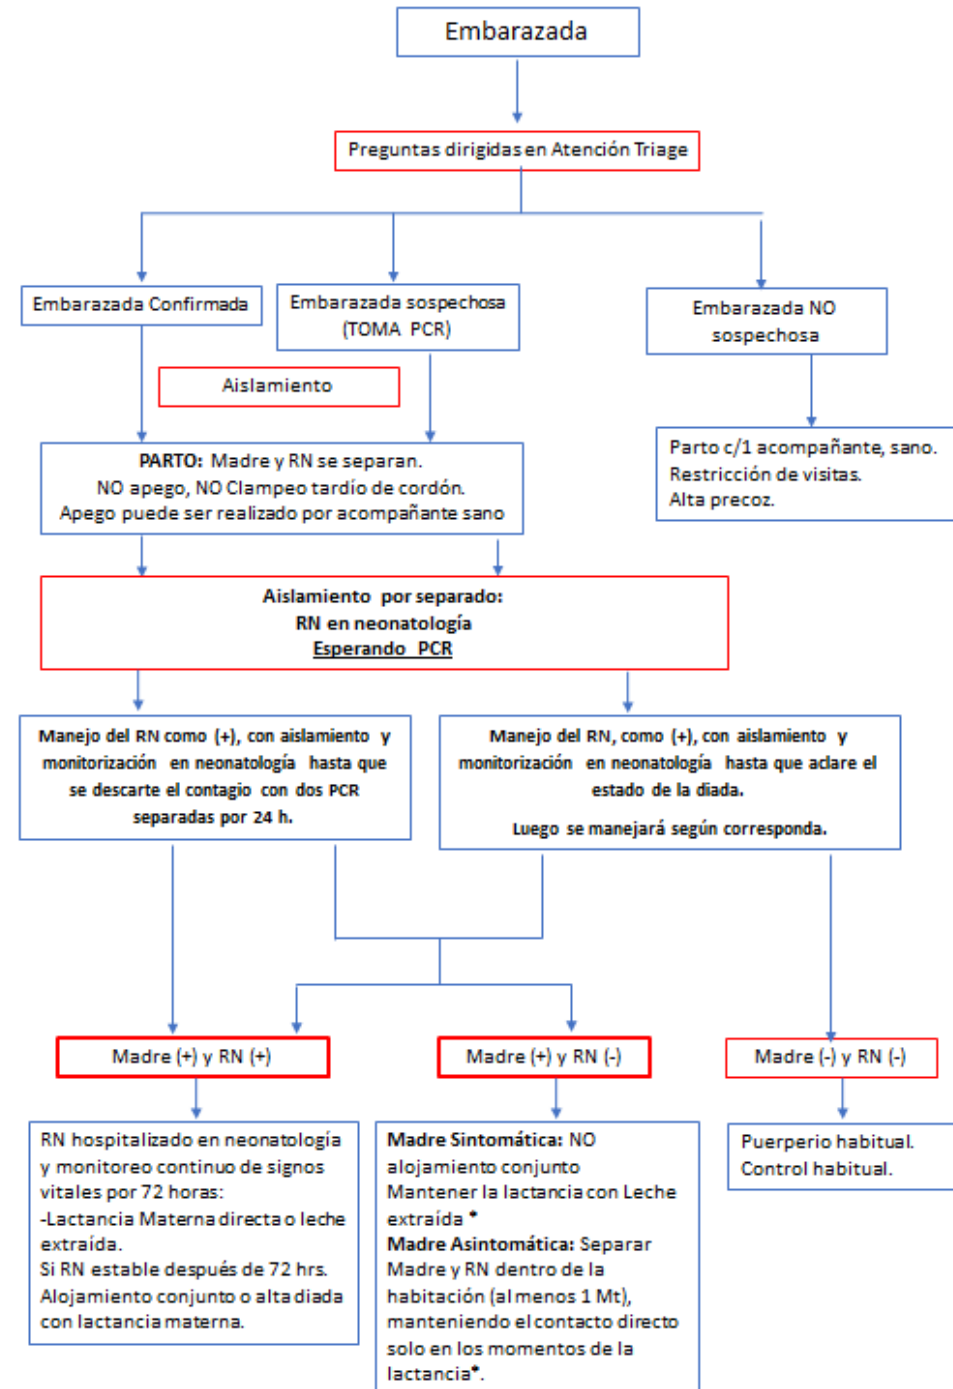 Embarazada
Preguntas dirigidas en Atención Triage
Embarazada Confirmada
Embarazada sospechosa
(TOMA PCR)
Embarazada NO
sospechosa
Aislamiento
PARTO: Madre y RN se separan.
NO apego, NO Clampeo tardío de cordón.
Apego puede ser realizado por acompañante sano
Parto c/1 acompañante, sano.
Restricción de visitas.
Alta precoz.
Aislamiento por separado:
RN en neonatología
Esperando PCR
Manejo del RN como (+), con aislamiento y
monitorización en neonatología hasta que
se descarte el contagio con dos PCR
separadas por 24 h.
Manejo del RN, como (+), con aislamiento y
monitorización en neonatología hasta que aclare el
estado de la diada.
Luego se manejará según corresponda.
Madre (+) y RN (+)
Madre (+) y RN (-)
Madre (-) y RN (-)
RN hospitalizado en neonatología
y monitoreo continuo de signos
vitales por 72 horas:
-Lactancia Materna directa o leche
extraída.
Si RN estable después de 72 hrs.
Alojamiento conjunto o alta diada
con lactancia materna.
Madre Sintomática: NO
alojamiento conjunto
Mantener la lactancia con Leche
extraída *
Madre Asintomática: Separar
Madre y RN dentro de la
habitación (al menos 1 Mt),
manteniendo el contacto directo
solo en los momentos de la
lactancia*.
Puerperio habitual.
Control habitual.